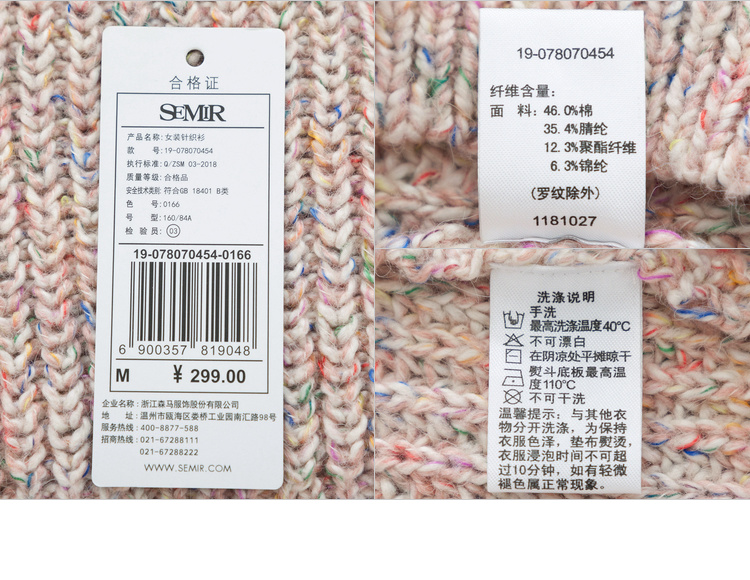 合格证
SEMIR
产品名称:女装针织衫
款 号:19-078070454
执行标准:Q/ZSM 03-2018
质量等级:合格品
安全技术类别:符合GB 18401 B类
色 号:0166
号 型:160/84A
检 验 员:03
19-078070454-0166
6 900357 819048
M ¥ 299.00
企业名称:浙江森马服饰股份有限公司
地 址:温州市瓯海区娄桥工业园南汇路98号
服务热线:400-8877-588
招商热线:021-67288111
021-67288222
WWW.SEMIR.COM
19-078070454
纤维含量:
面 料:46.0%棉
35.4%腈纶
12.3%聚酯纤维
6.3%锦纶
(罗纹除外)
1181027
洗涤说明
手洗
最高洗涤温度40℃
不可漂白
在阴凉处平摊晾干
熨斗底板最高温
度110℃
不可干洗
温馨提示:与其他衣
物分开洗涤,为保持
衣服色泽,垫布熨烫,
衣服浸泡时间不可超
过10分钟,如有轻微
褪色属正常现象。